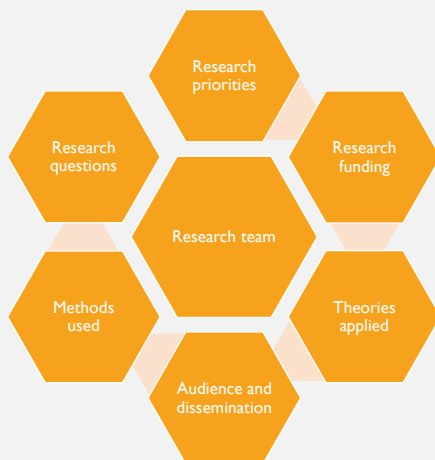 Research
priorities
Research
questions
Research
funding
Research team
Methods
used
Theories
applied
Audience and
dissemination